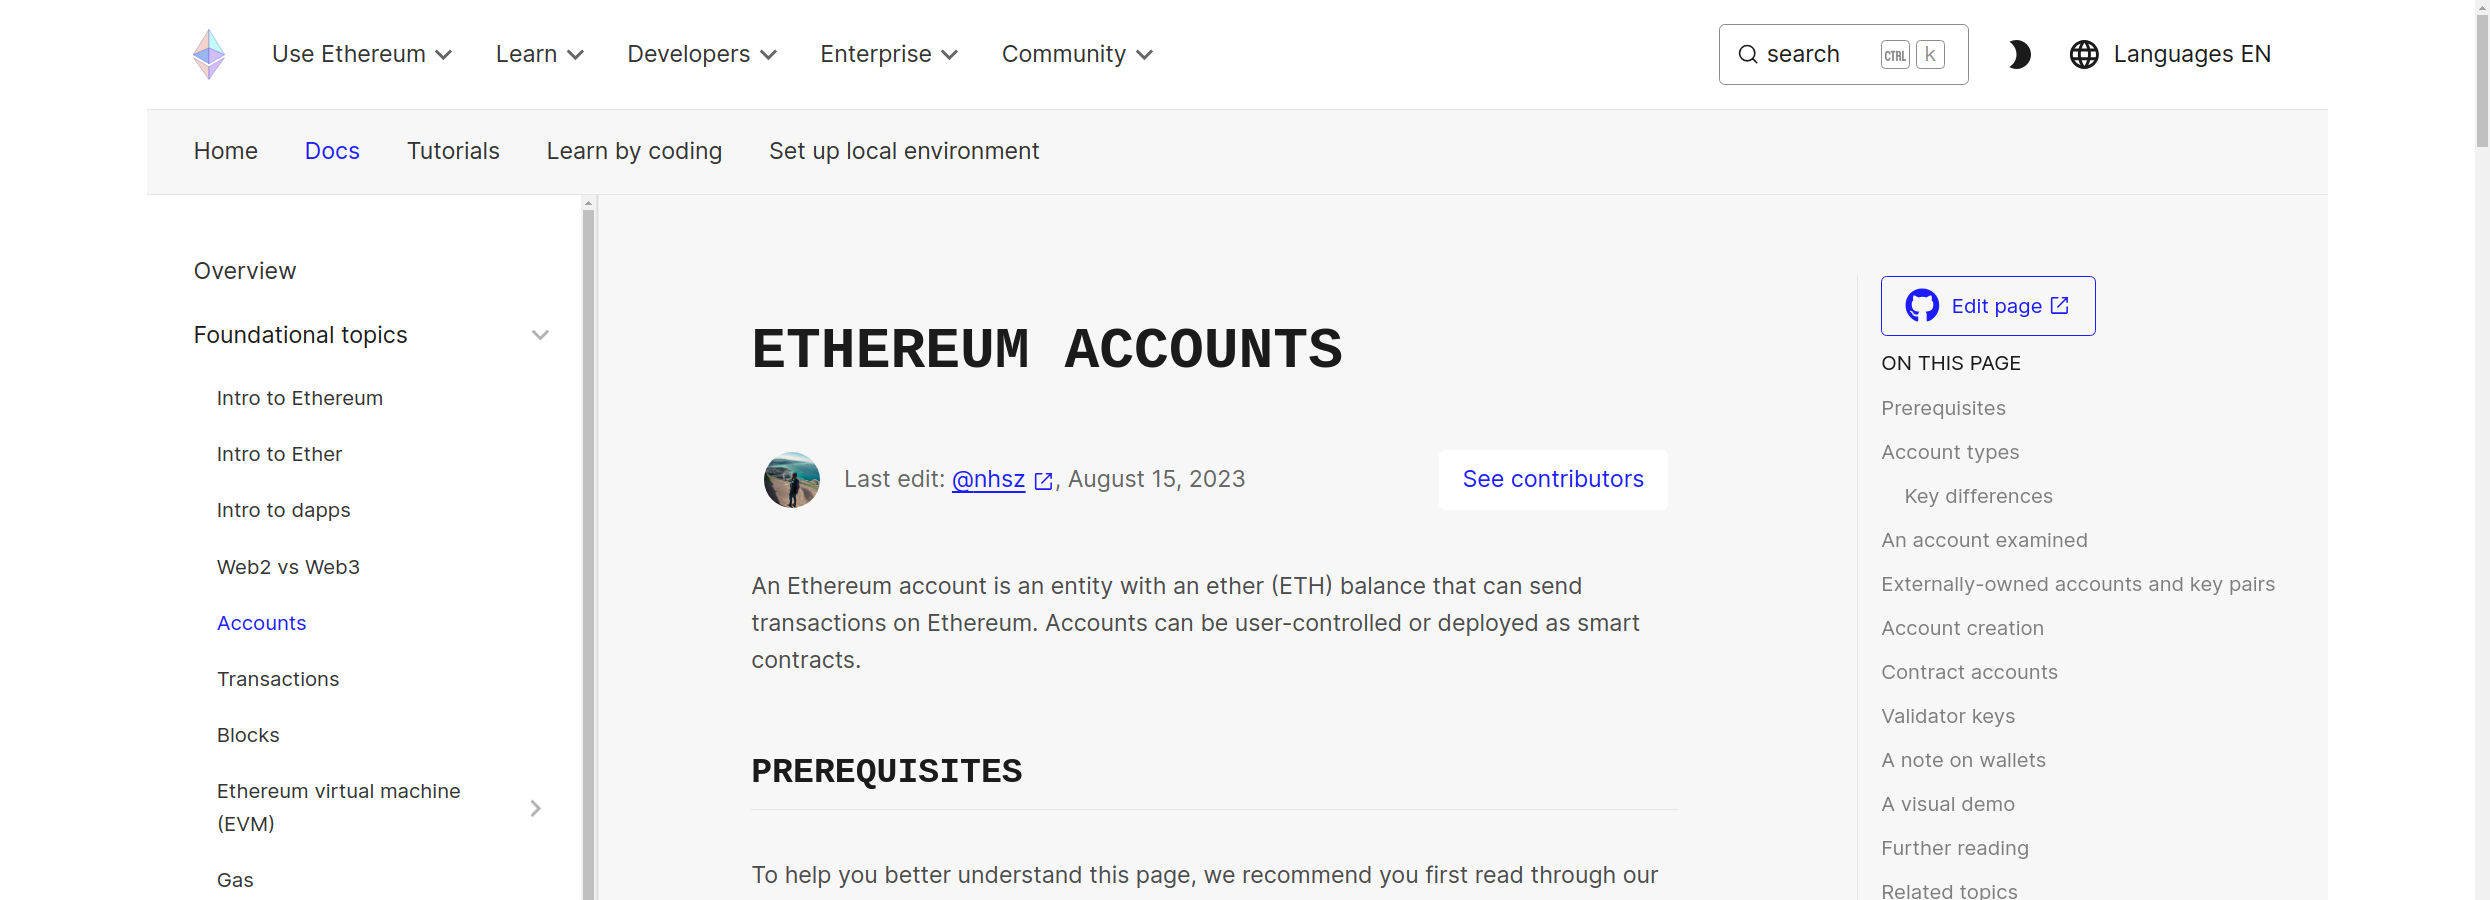 Use Ethereum Learn Developers Enterprise Community search CTRL k Languages EN
Home Docs Tutorials Learn by coding Set up local environment
Overview
Foundational topics
Intro to Ethereum
Intro to Ether
Intro to dapps
Web2 vs Web3
Accounts
Transactions
Blocks
Ethereum virtual machine
(EVM)
Gas
ETHEREUM ACCOUNTS
Last edit: @nhsz , August 15, 2023 See contributors
An Ethereum account is an entity with an ether (ETH) balance that can send
transactions on Ethereum. Accounts can be user-controlled or deployed as smart
contracts.
PREREQUISITES
To help you better understand this page, we recommend you first read through our
Edit page
ON THIS PAGE
Prerequisites
Account types
Key differences
An account examined
Externally-owned accounts and key pairs
Account creation
Contract accounts
Validator keys
A note on wallets
A visual demo
Further reading
Related topics